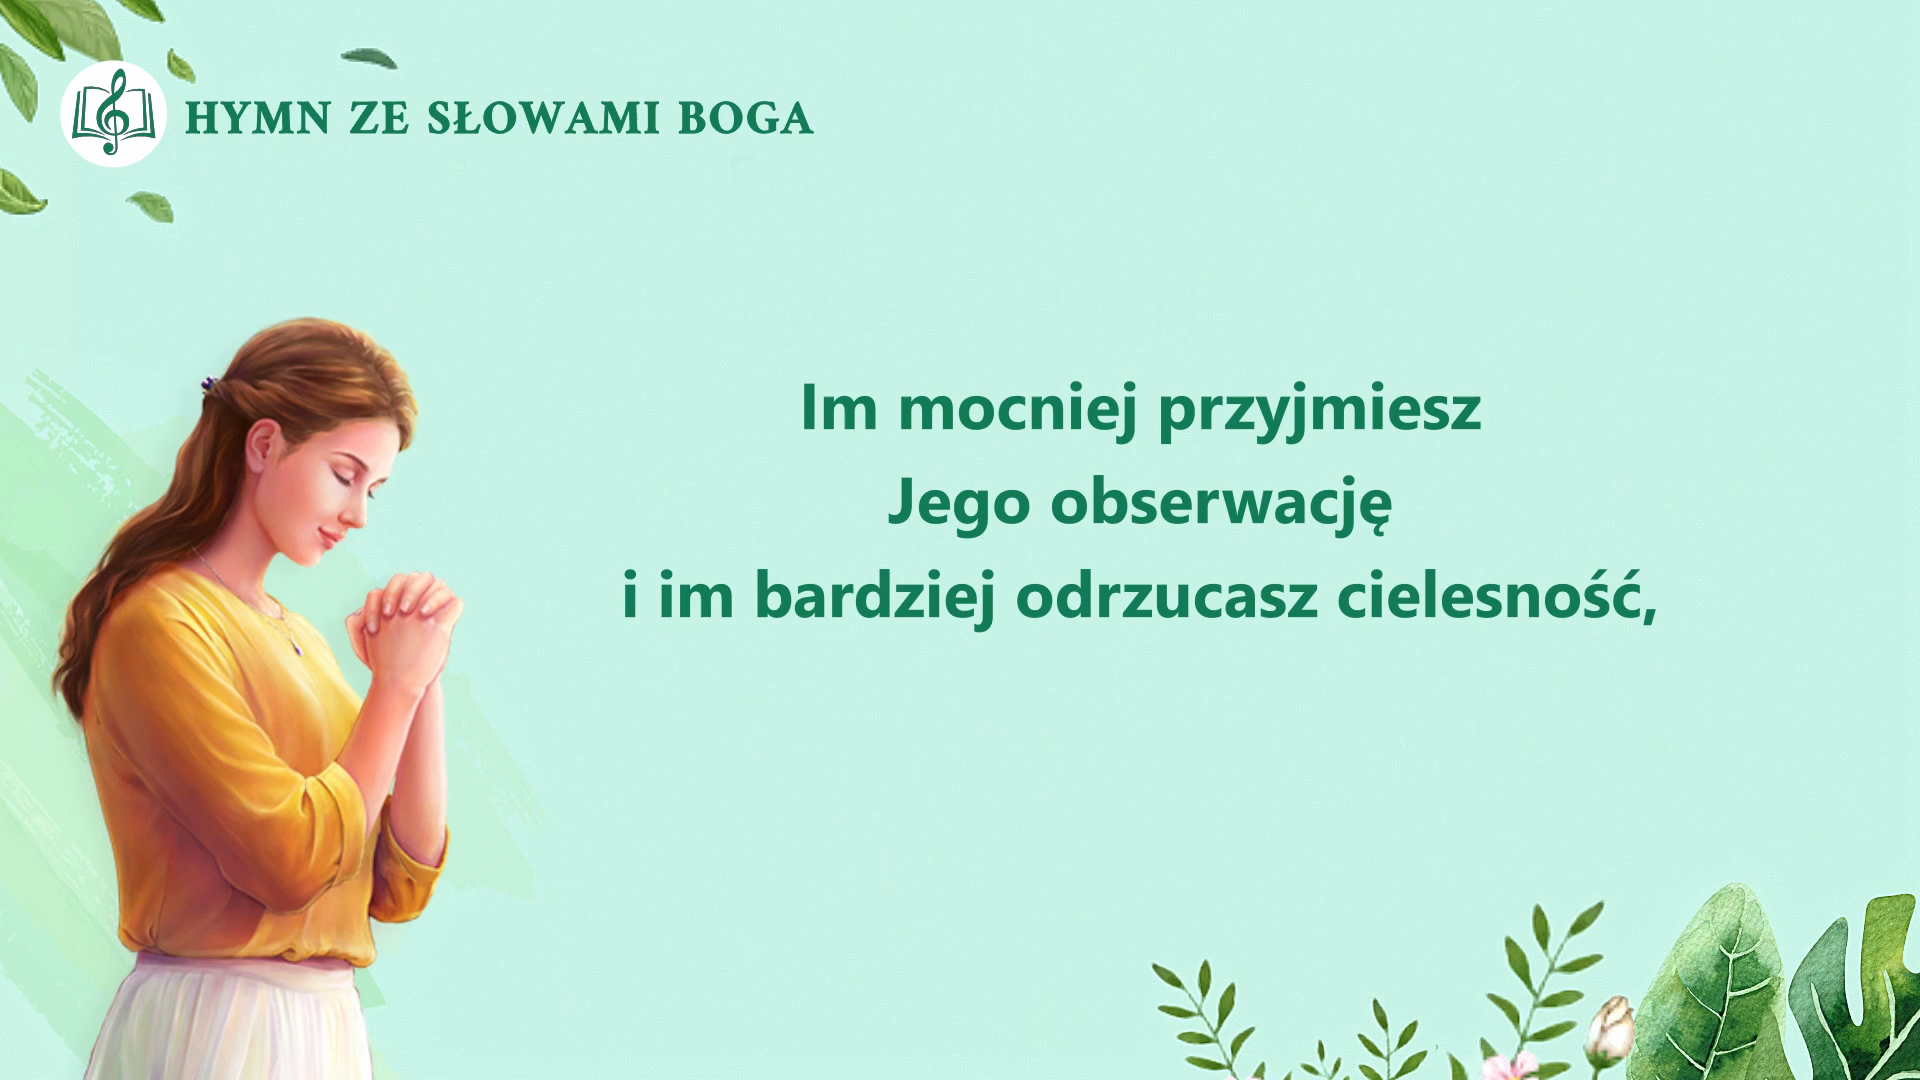 HYMN ZE SŁOWAMI BOGA
Im mocniej przyjmiesz
Jego obserwację
i im bardziej odrzucasz cielesność,